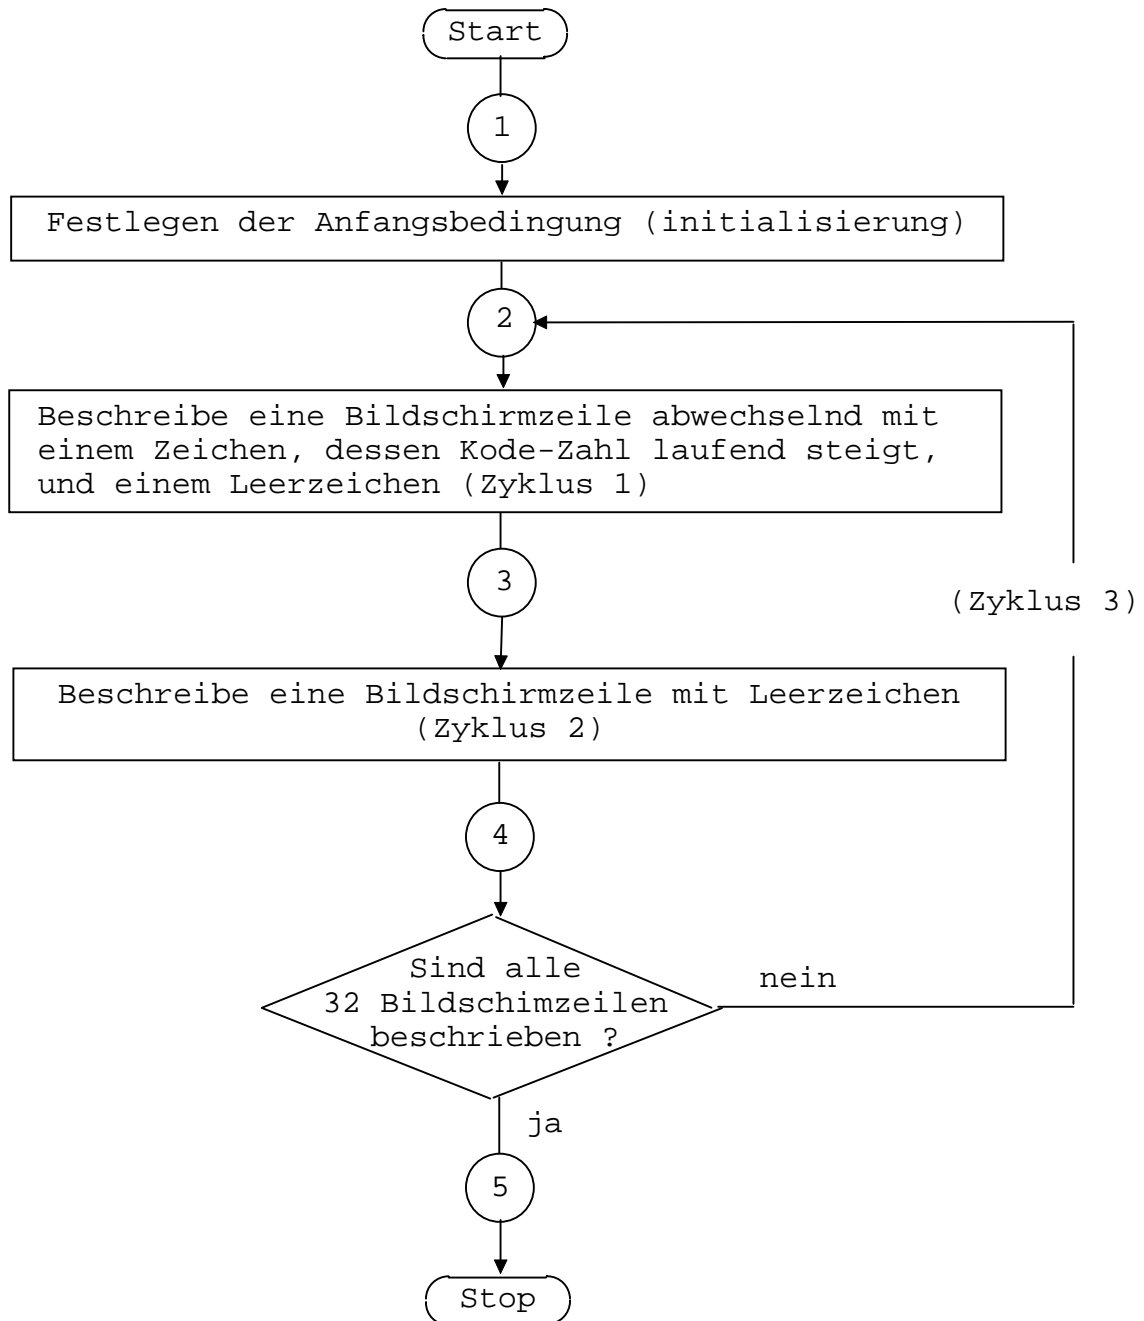 Start
1
Festlegen der Anfangsbedingung (initialisierung)
2
Beschreibe eine Bildschirmzeile abwechselnd mit
einem Zeichen, dessen Kode-Zahl laufend steigt,
und einem Leerzeichen (Zyklus 1)
3
(Zyklus 3)
Beschreibe eine Bildschirmzeile mit Leerzeichen
(Zyklus 2)
4
Sind alle
32 Bildschimzeilen
beschrieben ?
nein
ja
5
Stop